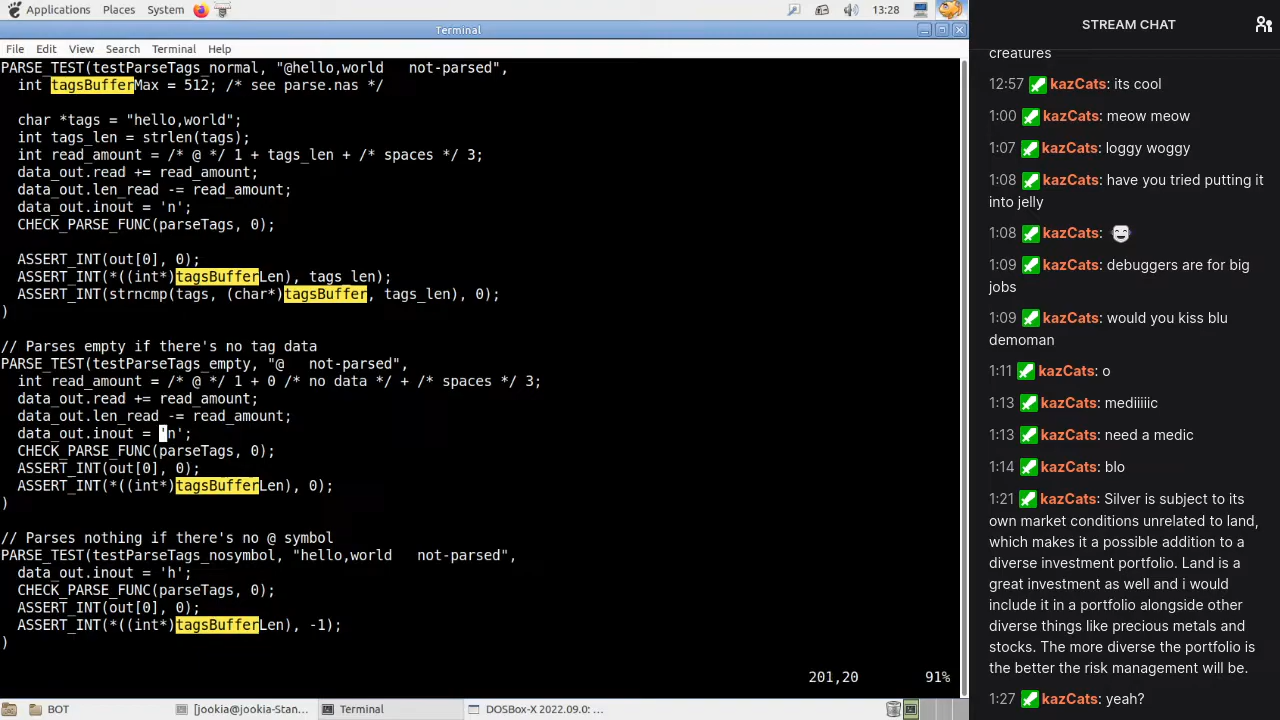 Applications Places System 13:28
Terminal
File Edit View Search Terminal Help
PARSE_TEST(testParseTags_normal, "@hello,world   not-parsed",
  int tagsBufferMax = 512; /* see parse.nas */

  char *tags = "hello,world";
  int tags_len = strlen(tags);
  int read_amount = /* @ */ 1 + tags_len + /* spaces */ 3;
  data_out.read += read_amount;
  data_out.len_read -= read_amount;
  data_out.inout = 'n';
  CHECK_PARSE_FUNC(parseTags, 0);

  ASSERT_INT(out[0], 0);
  ASSERT_INT(*((int*)tagsBufferLen), tags_len);
  ASSERT_INT(strncmp(tags, (char*)tagsBuffer, tags_len), 0);
)

// Parses empty if there's no tag data
PARSE_TEST(testParseTags_empty, "@   not-parsed",
  int read_amount = /* @ */ 1 + 0 /* no data */ + /* spaces */ 3;
  data_out.read += read_amount;
  data_out.len_read -= read_amount;
  data_out.inout = 'n';
  CHECK_PARSE_FUNC(parseTags, 0);
  ASSERT_INT(out[0], 0);
  ASSERT_INT(*((int*)tagsBufferLen), 0);
)

// Parses nothing if there's no @ symbol
PARSE_TEST(testParseTags_nosymbol, "hello,world   not-parsed",
  data_out.inout = 'h';
  CHECK_PARSE_FUNC(parseTags, 0);
  ASSERT_INT(out[0], 0);
  ASSERT_INT(*((int*)tagsBufferLen), -1);
)
201,20 91%
BOT [jookia@jookia-Stan... Terminal DOSBox-X 2022.09.0: ...
STREAM CHAT
creatures
12:57 kazCats: its cool
1:00 kazCats: meow meow
1:07 kazCats: loggy woggy
1:08 kazCats: have you tried putting it
into jelly
1:08 kazCats:
1:09 kazCats: debuggers are for big
jobs
1:09 kazCats: would you kiss blu
demoman
1:11 kazCats: o
1:13 kazCats: mediiiiic
1:13 kazCats: need a medic
1:14 kazCats: blo
1:21 kazCats: Silver is subject to its
own market conditions unrelated to land,
which makes it a possible addition to a
diverse investment portfolio. Land is a
great investment as well and i would
include it in a portfolio alongside other
diverse things like precious metals and
stocks. The more diverse the portfolio is
the better the risk management will be.
1:27 kazCats: yeah?